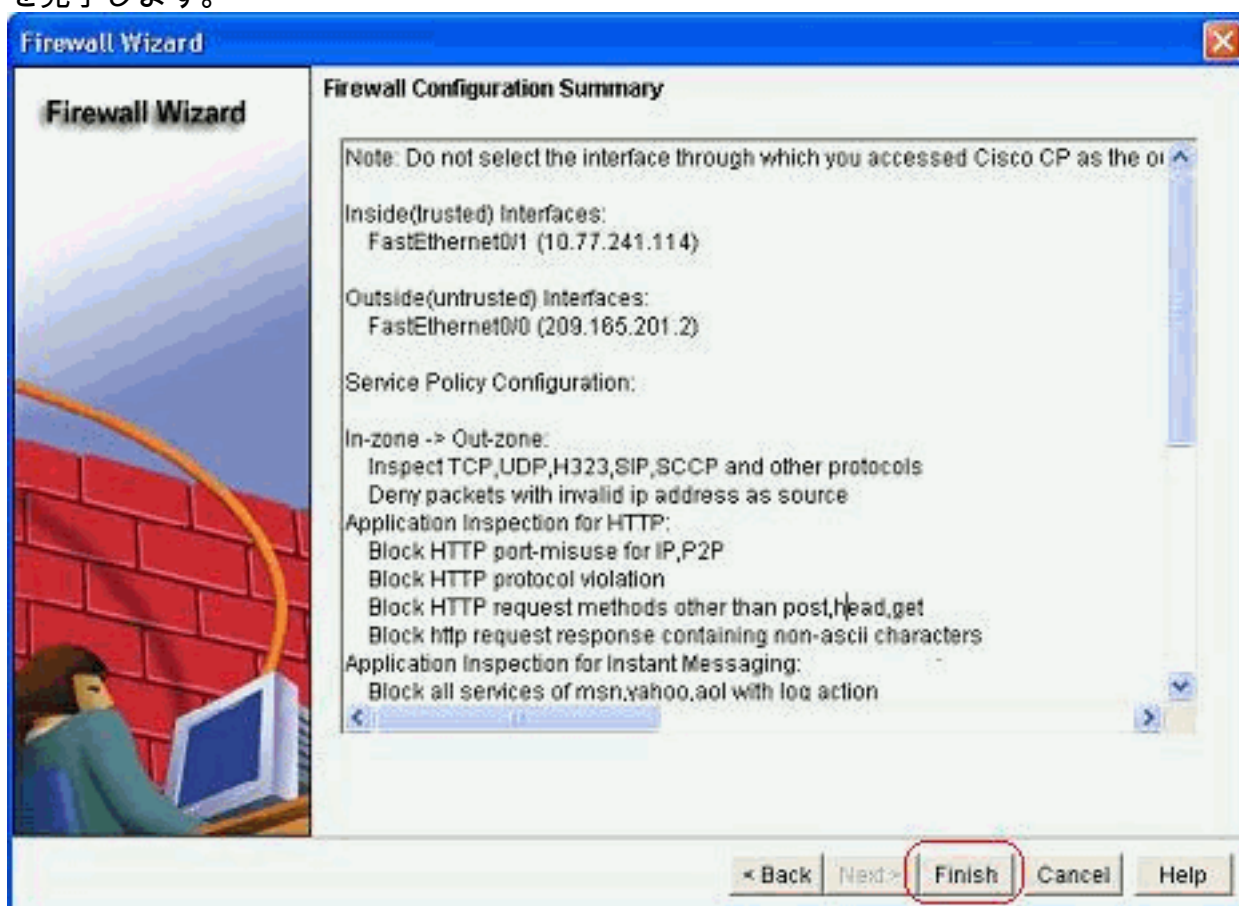 を完了します。
Firewall Wizard
Firewall Wizard
Firewall Configuration Summary
Note: Do not select the interface through which you accessed Cisco CP as the
Inside(trusted) Interfaces:
FastEthernet0/1 (10.77.241.114)
Outside(untrusted) Interfaces:
FastEthernet0/0 (209.165.201.2)
Service Policy Configuration:
In-zone -> Out-zone:
Inspect TCP,UDP,H323,SIP,SCCP and other protocols
Deny packets with invalid ip address as source
Application Inspection for HTTP:
Block HTTP port-misuse for IP,P2P
Block HTTP protocol violation
Block HTTP request methods other than post,head,get
Block http request response containing non-ascii characters
Application Inspection for Instant Messaging:
Block all services of msn,yahoo,aol with log action
< Back Next > Finish Cancel Help